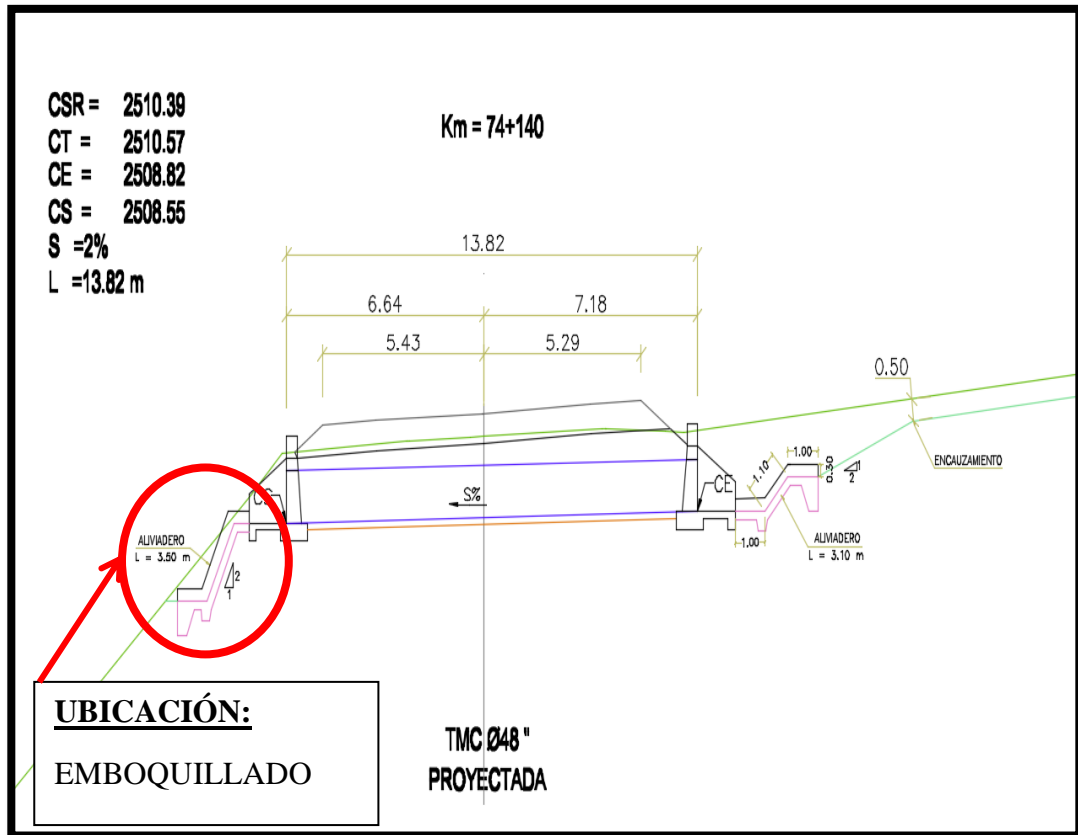 CSR = 2510.39
CT = 2510.57
CE = 2508.82
CS = 2508.55
S =2%
L =13.82 m
Km = 74+140
13.82
6.64 7.18
5.43 5.29
0.50
ENCAUZAMIENTO
1.00
0.30
1
2
1.10
CE
S%
CS
1.00
ALIVIADERO
L = 3.10 m
ALIVIADERO
L = 3.50 m
2
1
UBICACIÓN:
EMBOQUILLADO
TMC Ø48 "
PROYECTADA